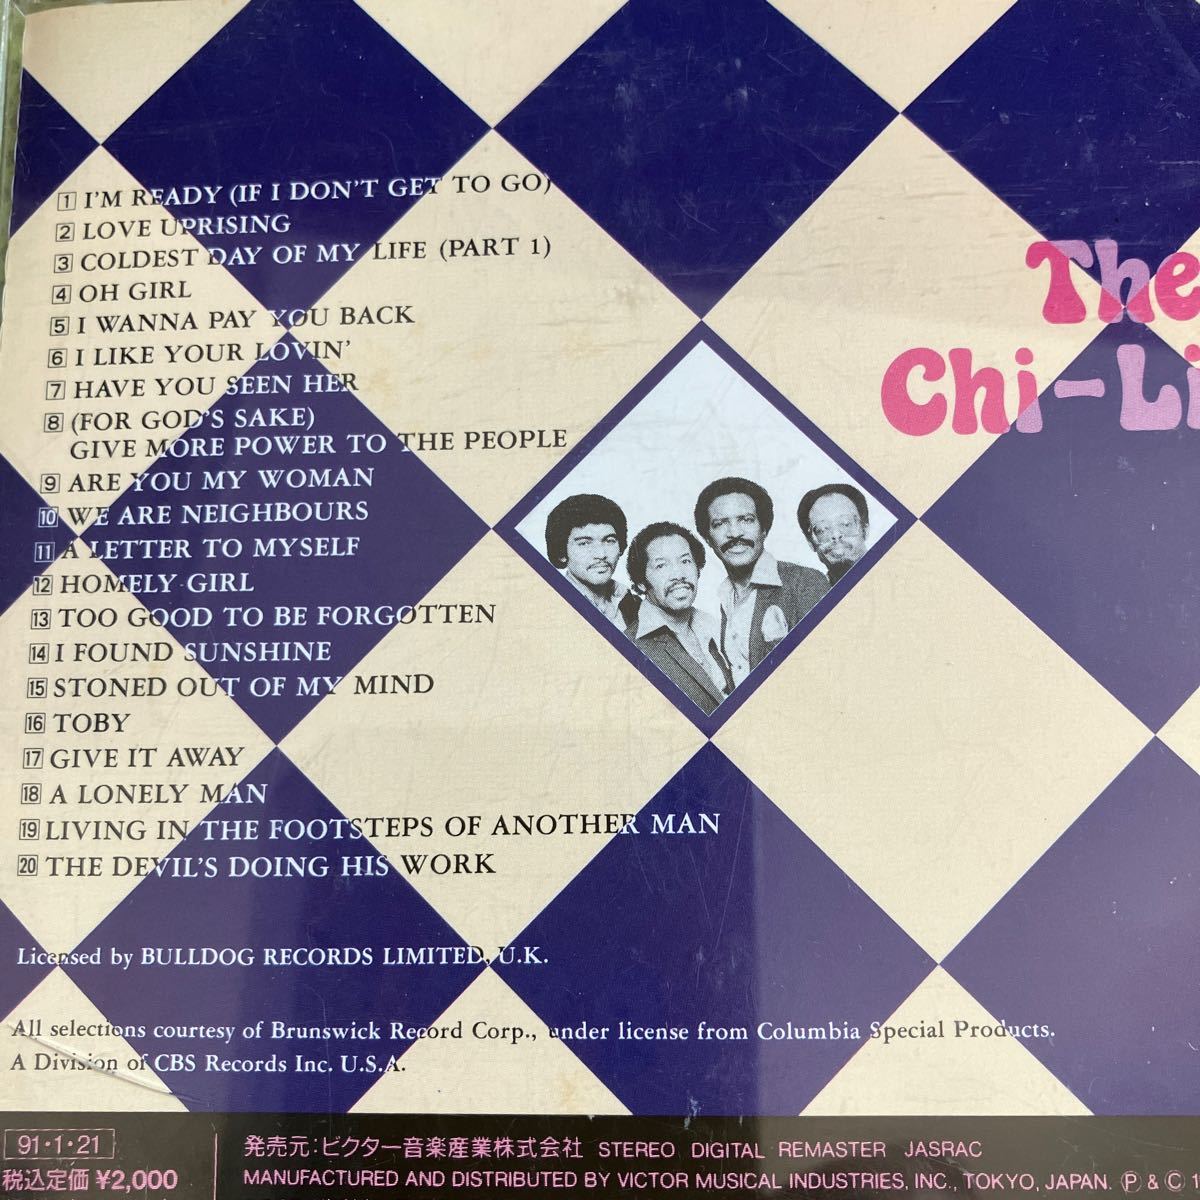 1 I'M READY (IF I DON'T GET TO GO)
2 LOVE UPRISING
3 COLDEST DAY OF MY LIFE (PART 1)
4 OH GIRL
5 I WANNA PAY YOU BACK
6 I LIKE YOUR LOVIN'
7 HAVE YOU SEEN HER
8 (FOR GOD'S SAKE)
GIVE MORE POWER TO THE PEOPLE
9 ARE YOU MY WOMAN
10 WE ARE NEIGHBOURS
11 A LETTER TO MYSELF
12 HOMELY GIRL
13 TOO GOOD TO BE FORGOTTEN
14 I FOUND SUNSHINE
15 STONED OUT OF MY MIND
16 TOBY
17 GIVE IT AWAY
18 A LONELY MAN
19 LIVING IN THE FOOTSTEPS OF ANOTHER MAN
20 THE DEVIL'S DOING HIS WORK
The
Chi-Li
Licensed by BULLDOG RECORDS LIMITED, U.K.
All selections courtesy of Brunswick Record Corp., under license from Columbia Special Products.
A Division of CBS Records Inc. U.S.A.
91・1・21
税込定価 ¥2,000
発売元:ビクター音楽産業株式会社 STEREO DIGITAL REMASTER JASRAC
MANUFACTURED AND DISTRIBUTED BY VICTOR MUSICAL INDUSTRIES, INC., TOKYO, JAPAN. Ⓟ & Ⓒ 1